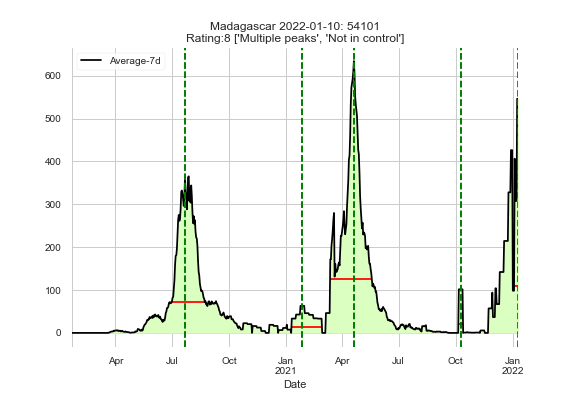 Madagascar 2022-01-10: 54101
Rating:8 ['Multiple peaks', 'Not in control']
Average-7d
600
500
400
300
200
100
0
Apr Jul Oct Jan Apr Jul Oct Jan
2021 2022
Date